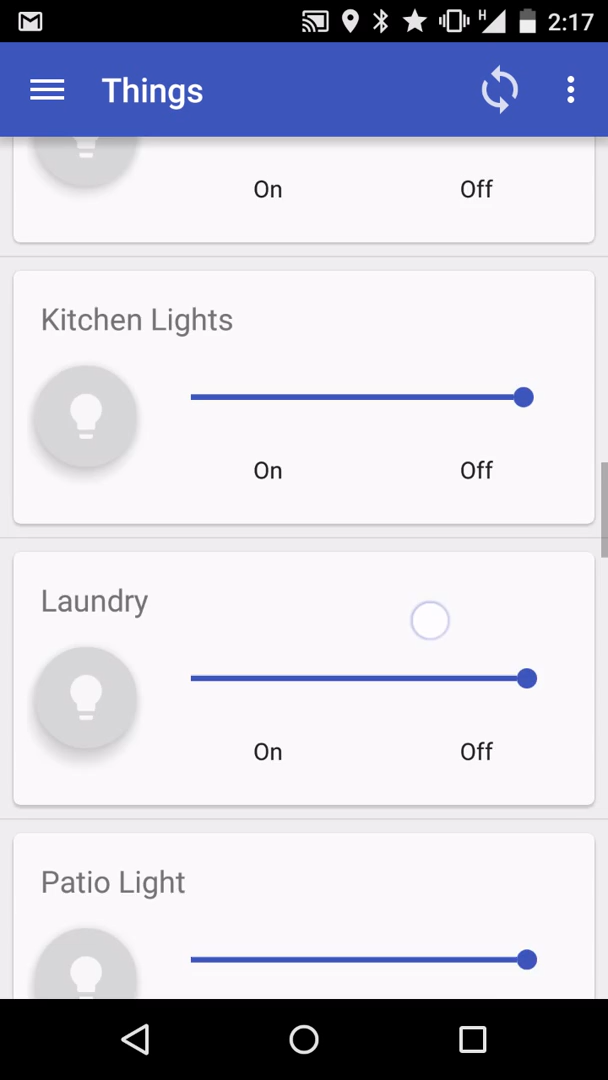 H 2:17
Things
On Off
Kitchen Lights
On Off
Laundry
On Off
Patio Light